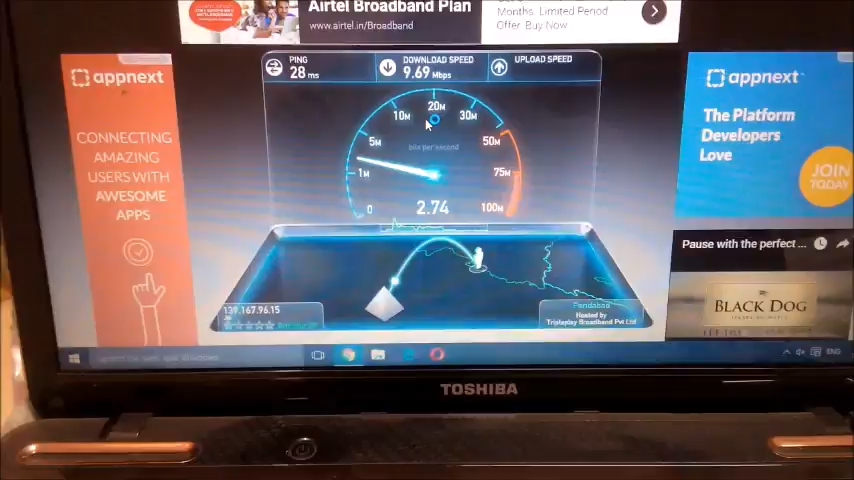 Airtel Broadband Plan
www.airtel.in/Broadband
Months. Limited Period
Offer. Buy Now
appnext
CONNECTING
AMAZING
USERS WITH
AWESOME
APPS
PING
28 ms
DOWNLOAD SPEED
9.69 Mbps
UPLOAD SPEED
0
1M
5M
10M
20M
30M
50M
75M
100M
bits per second
2.74
139.167.96.15
Hosted by
Tripleplay Broadband Pvt Ltd
appnext
The Platform
Developers
Love
JOIN
TODAY
Pause with the perfect ...
BLACK DOG
ENG
TOSHIBA